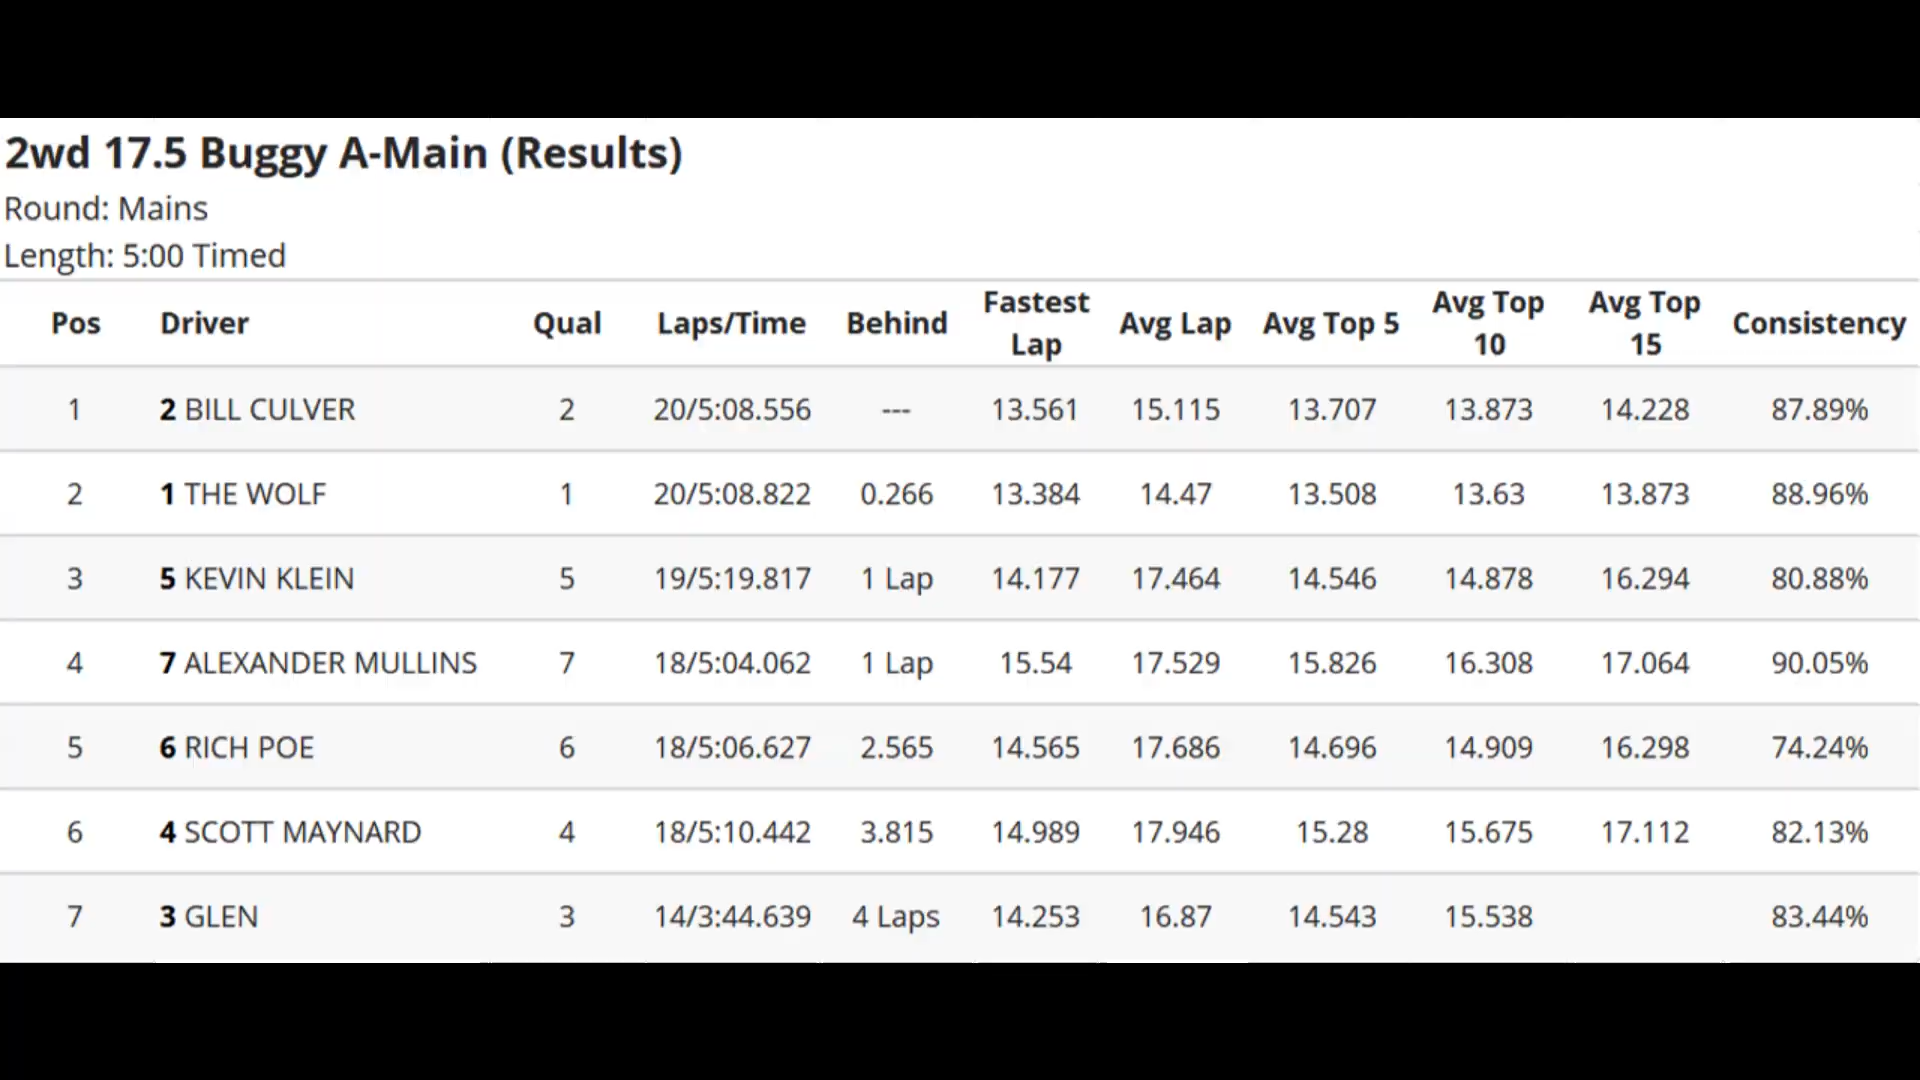 2wd 17.5 Buggy A-Main (Results)
Round: Mains
Length: 5:00 Timed
Pos Driver Qual Laps/Time Behind Fastest Lap Avg Lap Avg Top 5 Avg Top 10 Avg Top 15 Consistency
1 2 BILL CULVER 2 20/5:08.556 --- 13.561 15.115 13.707 13.873 14.228 87.89%
2 1 THE WOLF 1 20/5:08.822 0.266 13.384 14.47 13.508 13.63 13.873 88.96%
3 5 KEVIN KLEIN 5 19/5:19.817 1 Lap 14.177 17.464 14.546 14.878 16.294 80.88%
4 7 ALEXANDER MULLINS 7 18/5:04.062 1 Lap 15.54 17.529 15.826 16.308 17.064 90.05%
5 6 RICH POE 6 18/5:06.627 2.565 14.565 17.686 14.696 14.909 16.298 74.24%
6 4 SCOTT MAYNARD 4 18/5:10.442 3.815 14.989 17.946 15.28 15.675 17.112 82.13%
7 3 GLEN 3 14/3:44.639 4 Laps 14.253 16.87 14.543 15.538 83.44%